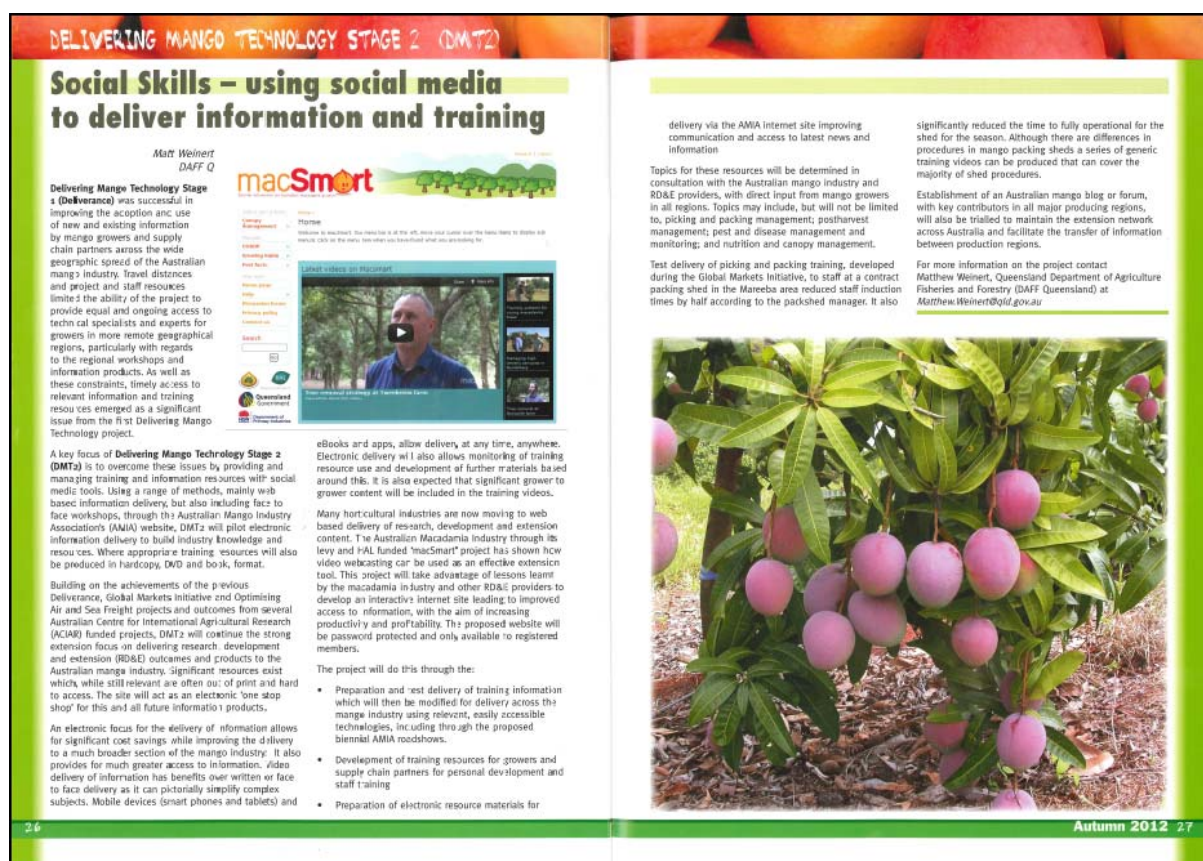 DELIVERING MANGO TECHNOLOGY STAGE 2 (DMT2)
Social Skills – using social media
to deliver information and training
Matt Weinert
DAFF Q
Delivering Mango Technology Stage
1 (Deliverance) was successful in
improving the adoption and use
of new and existing information
by mango growers and supply
chain partners across the wide
geographic spread of the Australian
mango industry. Travel distances
and project and staff resources
limited the ability of the project to
provide equal and ongoing access to
technical specialists and experts for
growers in more remote geographical
regions, particularly with regards
to the regional workshops and
information products. As well as
these constraints, timely access to
relevant information and training
resources emerged as a significant
issue from the first Delivering Mango
Technology project.
A key focus of Delivering Mango Technology Stage 2
(DMT2) is to overcome these issues by providing and
managing training and information resources with social
media tools. Using a range of methods, mainly web
based information delivery, but also including face to
face workshops, through the Australian Mango Industry
Association's (AMIA) website, DMT2 will pilot electronic
information delivery to build industry knowledge and
resources. Where appropriate training resources will also
be produced in hardcopy, DVD and book, format.
Building on the achievements of the previous
Deliverance, Global Markets Initiative and Optimising
Air and Sea Freight projects and outcomes from several
Australian Centre for International Agricultural Research
(ACIAR) funded projects, DMT2 will continue the strong
extension focus on delivering research, development
and extension (RD&E) outcomes and products to the
Australian mango industry. Significant resources exist
which, while still relevant are often out of print and hard
to access. The site will act as an electronic 'one stop
shop' for this and all future information products.
An electronic focus for the delivery of information allows
for significant cost savings while improving the delivery
to a much broader section of the mango industry. It also
provides for much greater access to information. Video
delivery of information has benefits over written or face
to face delivery as it can pictorially simplify complex
subjects. Mobile devices (smart phones and tablets) and
macSmart
Home
Latest videos on MacSmart
Search
Queensland
Government
eBooks and apps, allow delivery at any time, anywhere.
Electronic delivery will also allows monitoring of training
resource use and development of further materials based
around this. It is also expected that significant grower to
grower content will be included in the training videos.
Many horticultural industries are now moving to web
based delivery of research, development and extension
content. The Australian Macadamia Industry through its
levy and HAL funded "macSmart" project has shown how
video webcasting can be used as an effective extension
tool. This project will take advantage of lessons learnt
by the macadamia industry and other RD&E providers to
develop an interactive internet site leading to improved
access to information, with the aim of increasing
productivity and profitability. The proposed website will
be password protected and only available to registered
members.
The project will do this through the:
• Preparation and test delivery of training information
which will then be modified for delivery across the
mango industry using relevant, easily accessible
technologies, including through the proposed
biennial AMIA roadshows.
• Development of training resources for growers and
supply chain partners for personal development and
staff training
• Preparation of electronic resource materials for
26
delivery via the AMIA internet site improving
communication and access to latest news and
information
Topics for these resources will be determined in
consultation with the Australian mango industry and
RD&E providers, with direct input from mango growers
in all regions. Topics may include, but will not be limited
to, picking and packing management; postharvest
management; pest and disease management and
monitoring; and nutrition and canopy management.
Test delivery of picking and packing training, developed
during the Global Markets Initiative, to staff at a contract
packing shed in the Mareeba area reduced staff induction
times by half according to the packshed manager. It also
significantly reduced the time to fully operational for the
shed for the season. Although there are differences in
procedures in mango packing sheds a series of generic
training videos can be produced that can cover the
majority of shed procedures.
Establishment of an Australian mango blog or forum,
with key contributors in all major producing regions,
will also be trialled to maintain the extension network
across Australia and facilitate the transfer of information
between production regions.
For more information on the project contact
Matthew Weinert, Queensland Department of Agriculture
Fisheries and Forestry (DAFF Queensland) at
Matthew.Weinert@qld.gov.au
Autumn 2012 27